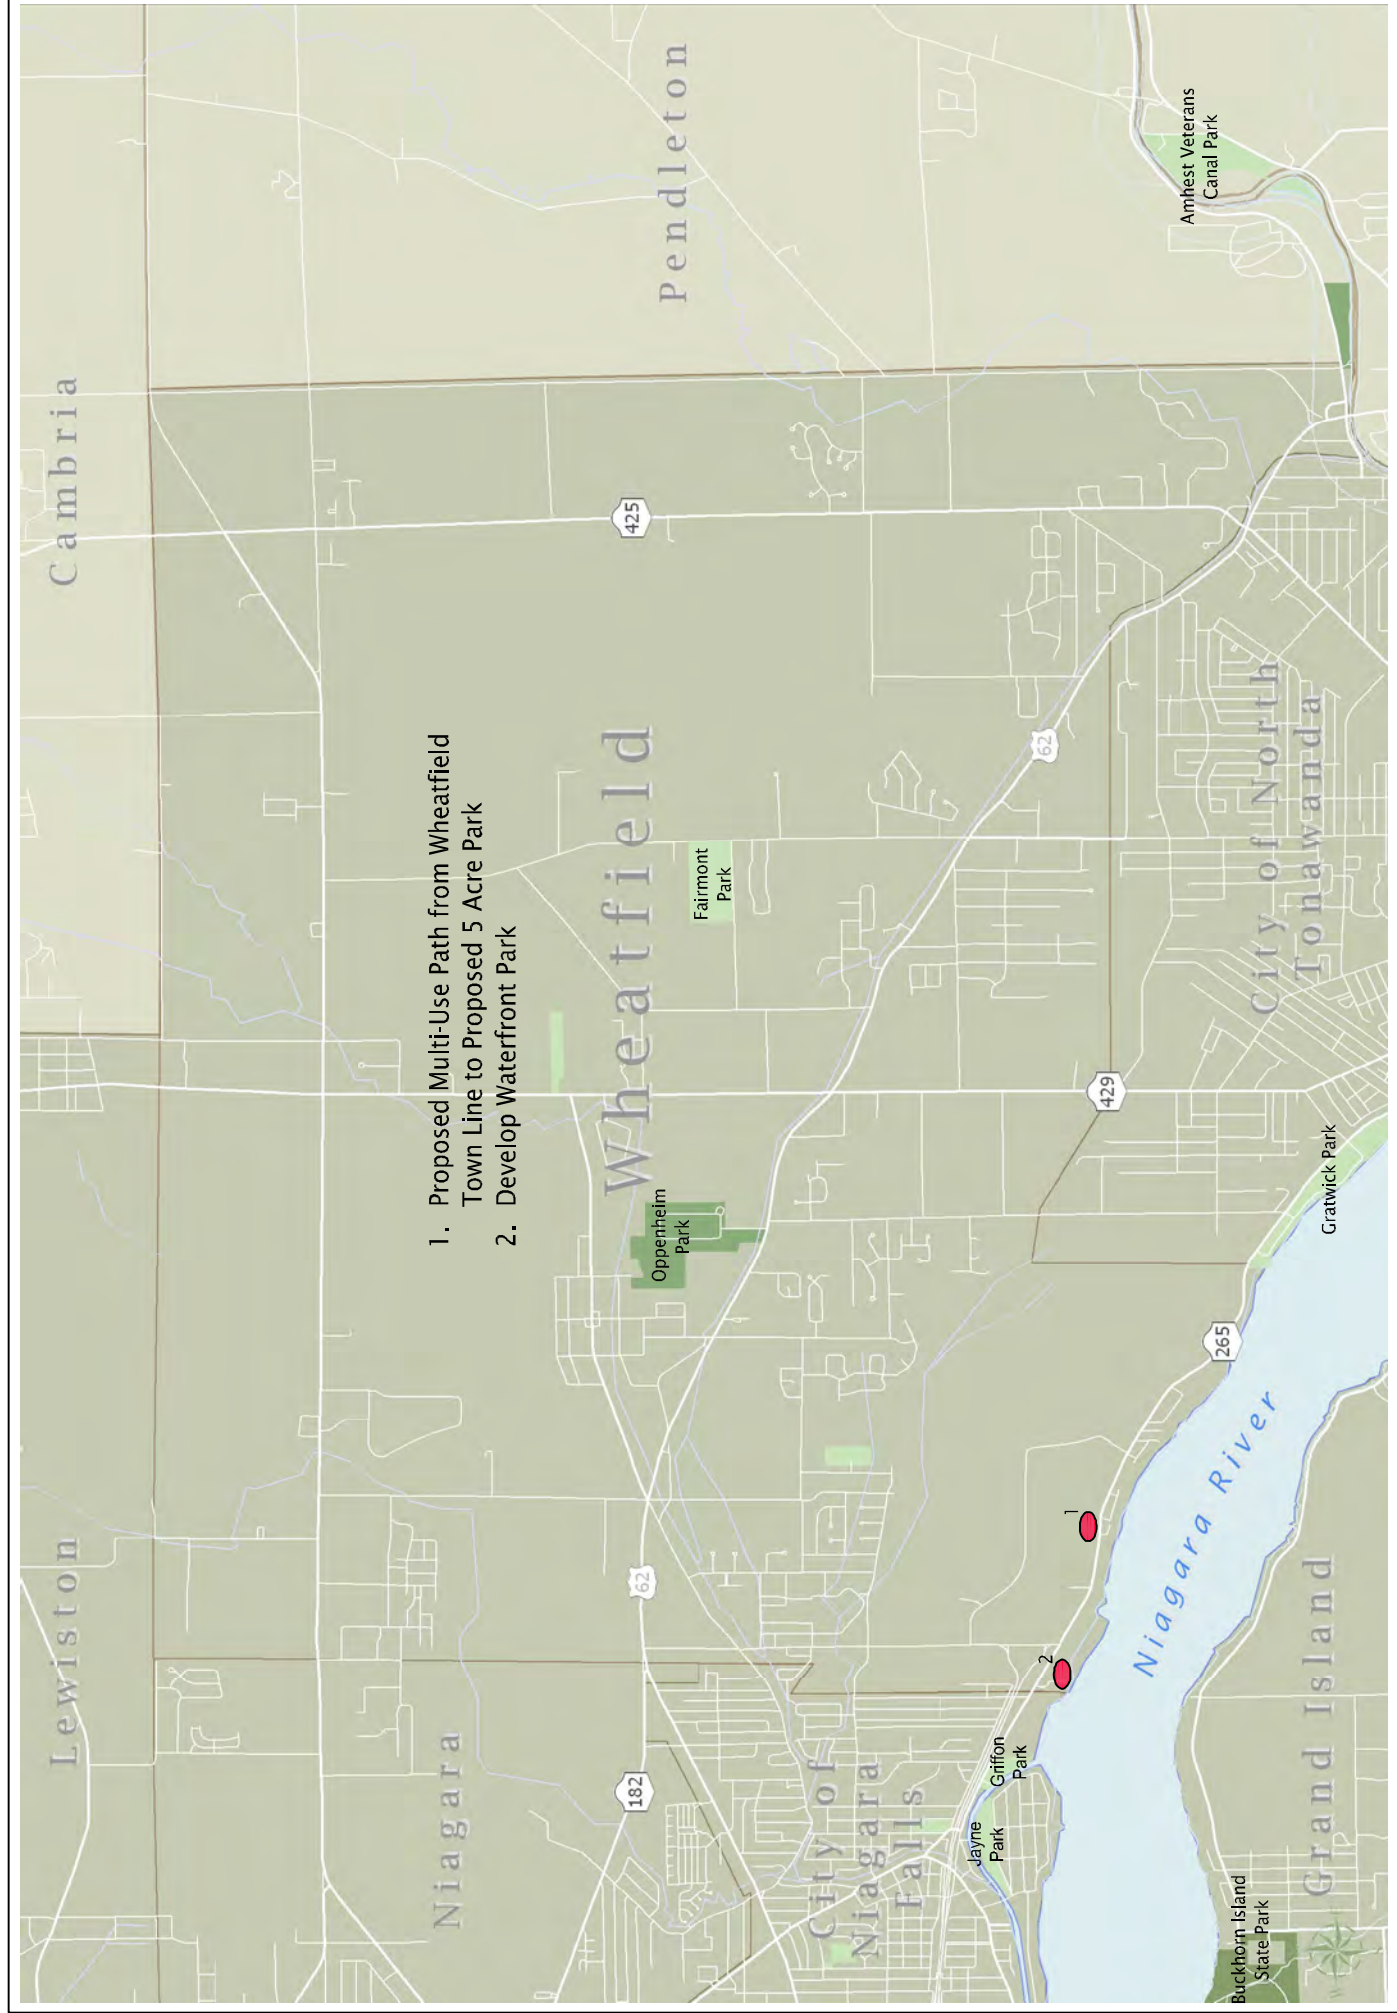 Lewiston
Cambria
Niagara
Pendleton
1. Proposed Multi-Use Path from Wheatfield
Town Line to Proposed 5 Acre Park
2. Develop Waterfront Park
Wheatfield
182
62
425
Oppenheim
Park
Fairmont
Park
City of
Niagara
Falls
Jayne
Park
Griffon
Park
2
1
62
429
265
City of North
Tonawanda
Amhest Veterans
Canal Park
Niagara River
Gratwick Park
Buckhorn Island
State Park
Grand Island